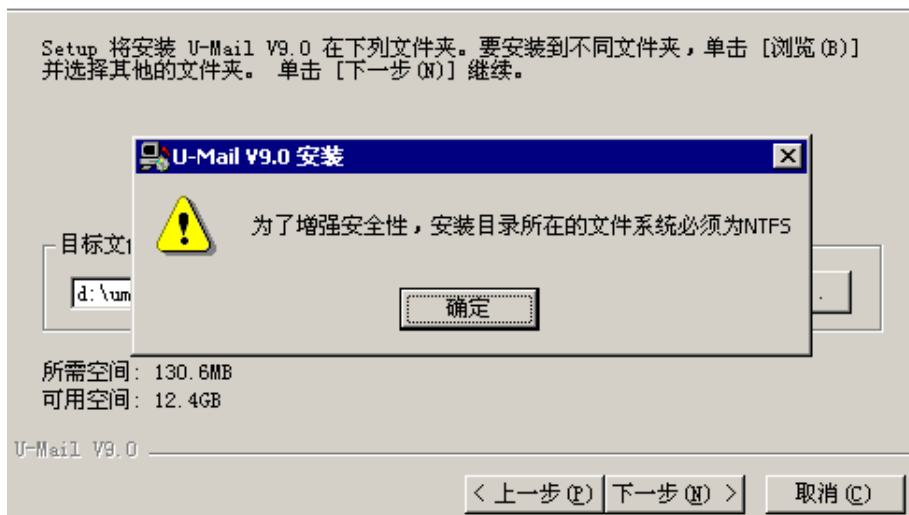 Setup 将安装 U-Mail V9.0 在下列文件夹。要安装到不同文件夹，单击 [浏览(B)]
并选择其他的文件夹。 单击 [下一步(N)] 继续。
U-Mail V9.0 安装
为了增强安全性，安装目录所在的文件系统必须为NTFS
目标文
d:\um
.
确定
所需空间: 130.6MB
可用空间: 12.4GB
U-Mail V9.0
< 上一步(P) 下一步(N) > 取消(C)